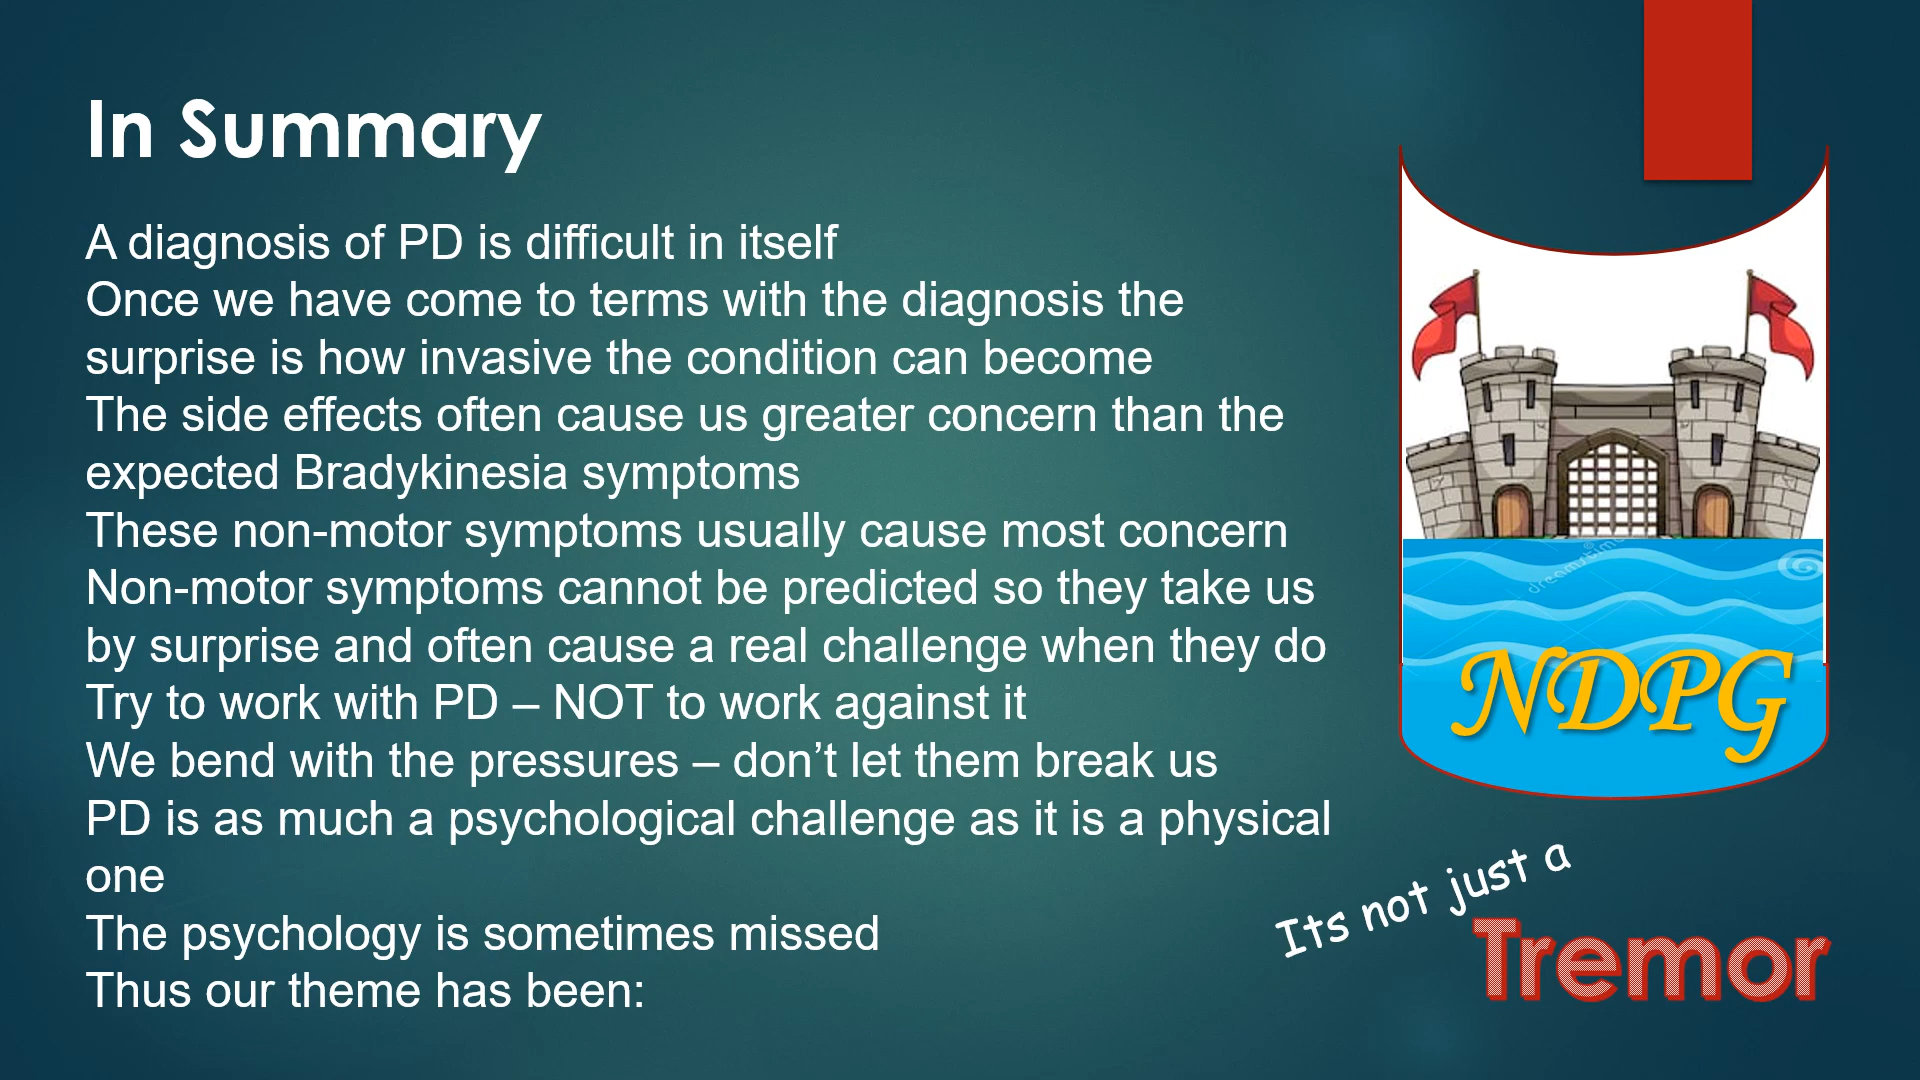 In Summary
A diagnosis of PD is difficult in itself
Once we have come to terms with the diagnosis the
surprise is how invasive the condition can become
The side effects often cause us greater concern than the
expected Bradykinesia symptoms
These non-motor symptoms usually cause most concern
Non-motor symptoms cannot be predicted so they take us
by surprise and often cause a real challenge when they do
Try to work with PD – NOT to work against it
We bend with the pressures – don’t let them break us
PD is as much a psychological challenge as it is a physical
one
The psychology is sometimes missed
Thus our theme has been:
dreamstime
NDPG
Its not just a
Tremor